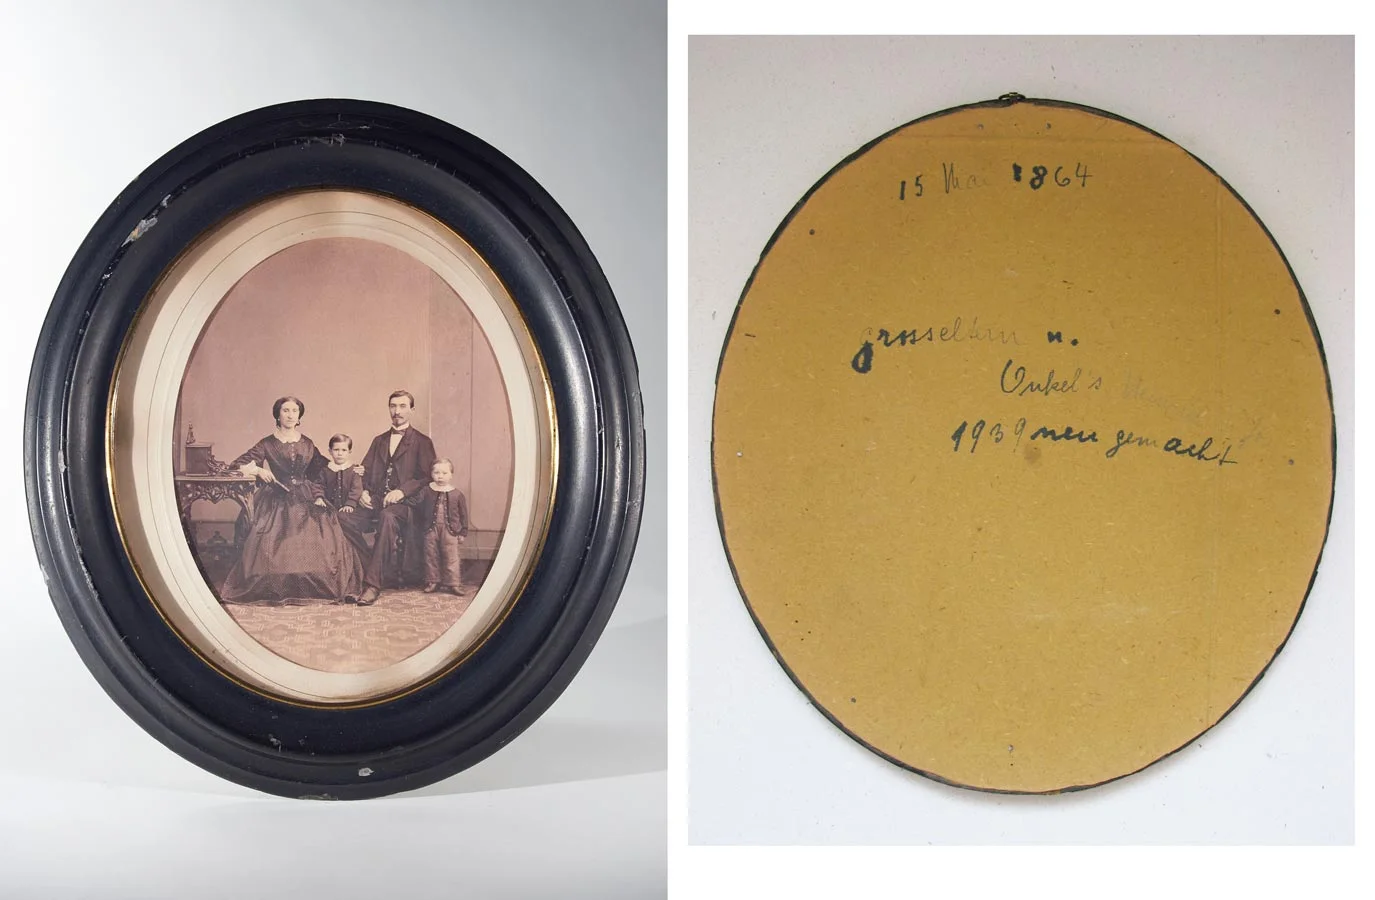 15 Mai 1864
grosseltern u.
Onkel's
1939 neu gemacht